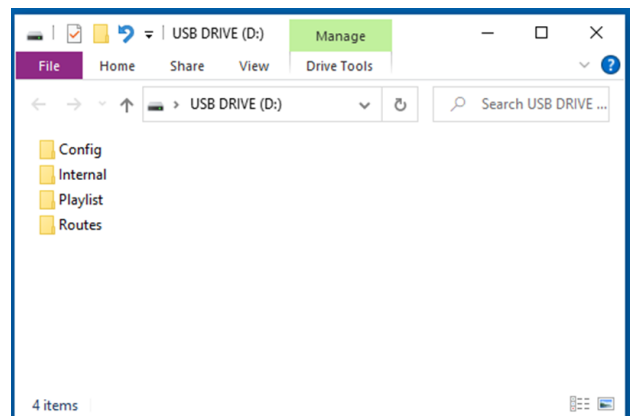 USB DRIVE (D:) Manage
File Home Share View Drive Tools ?
USB DRIVE (D:) Search USB DRIVE ...
Config
Internal
Playlist
Routes
4 items